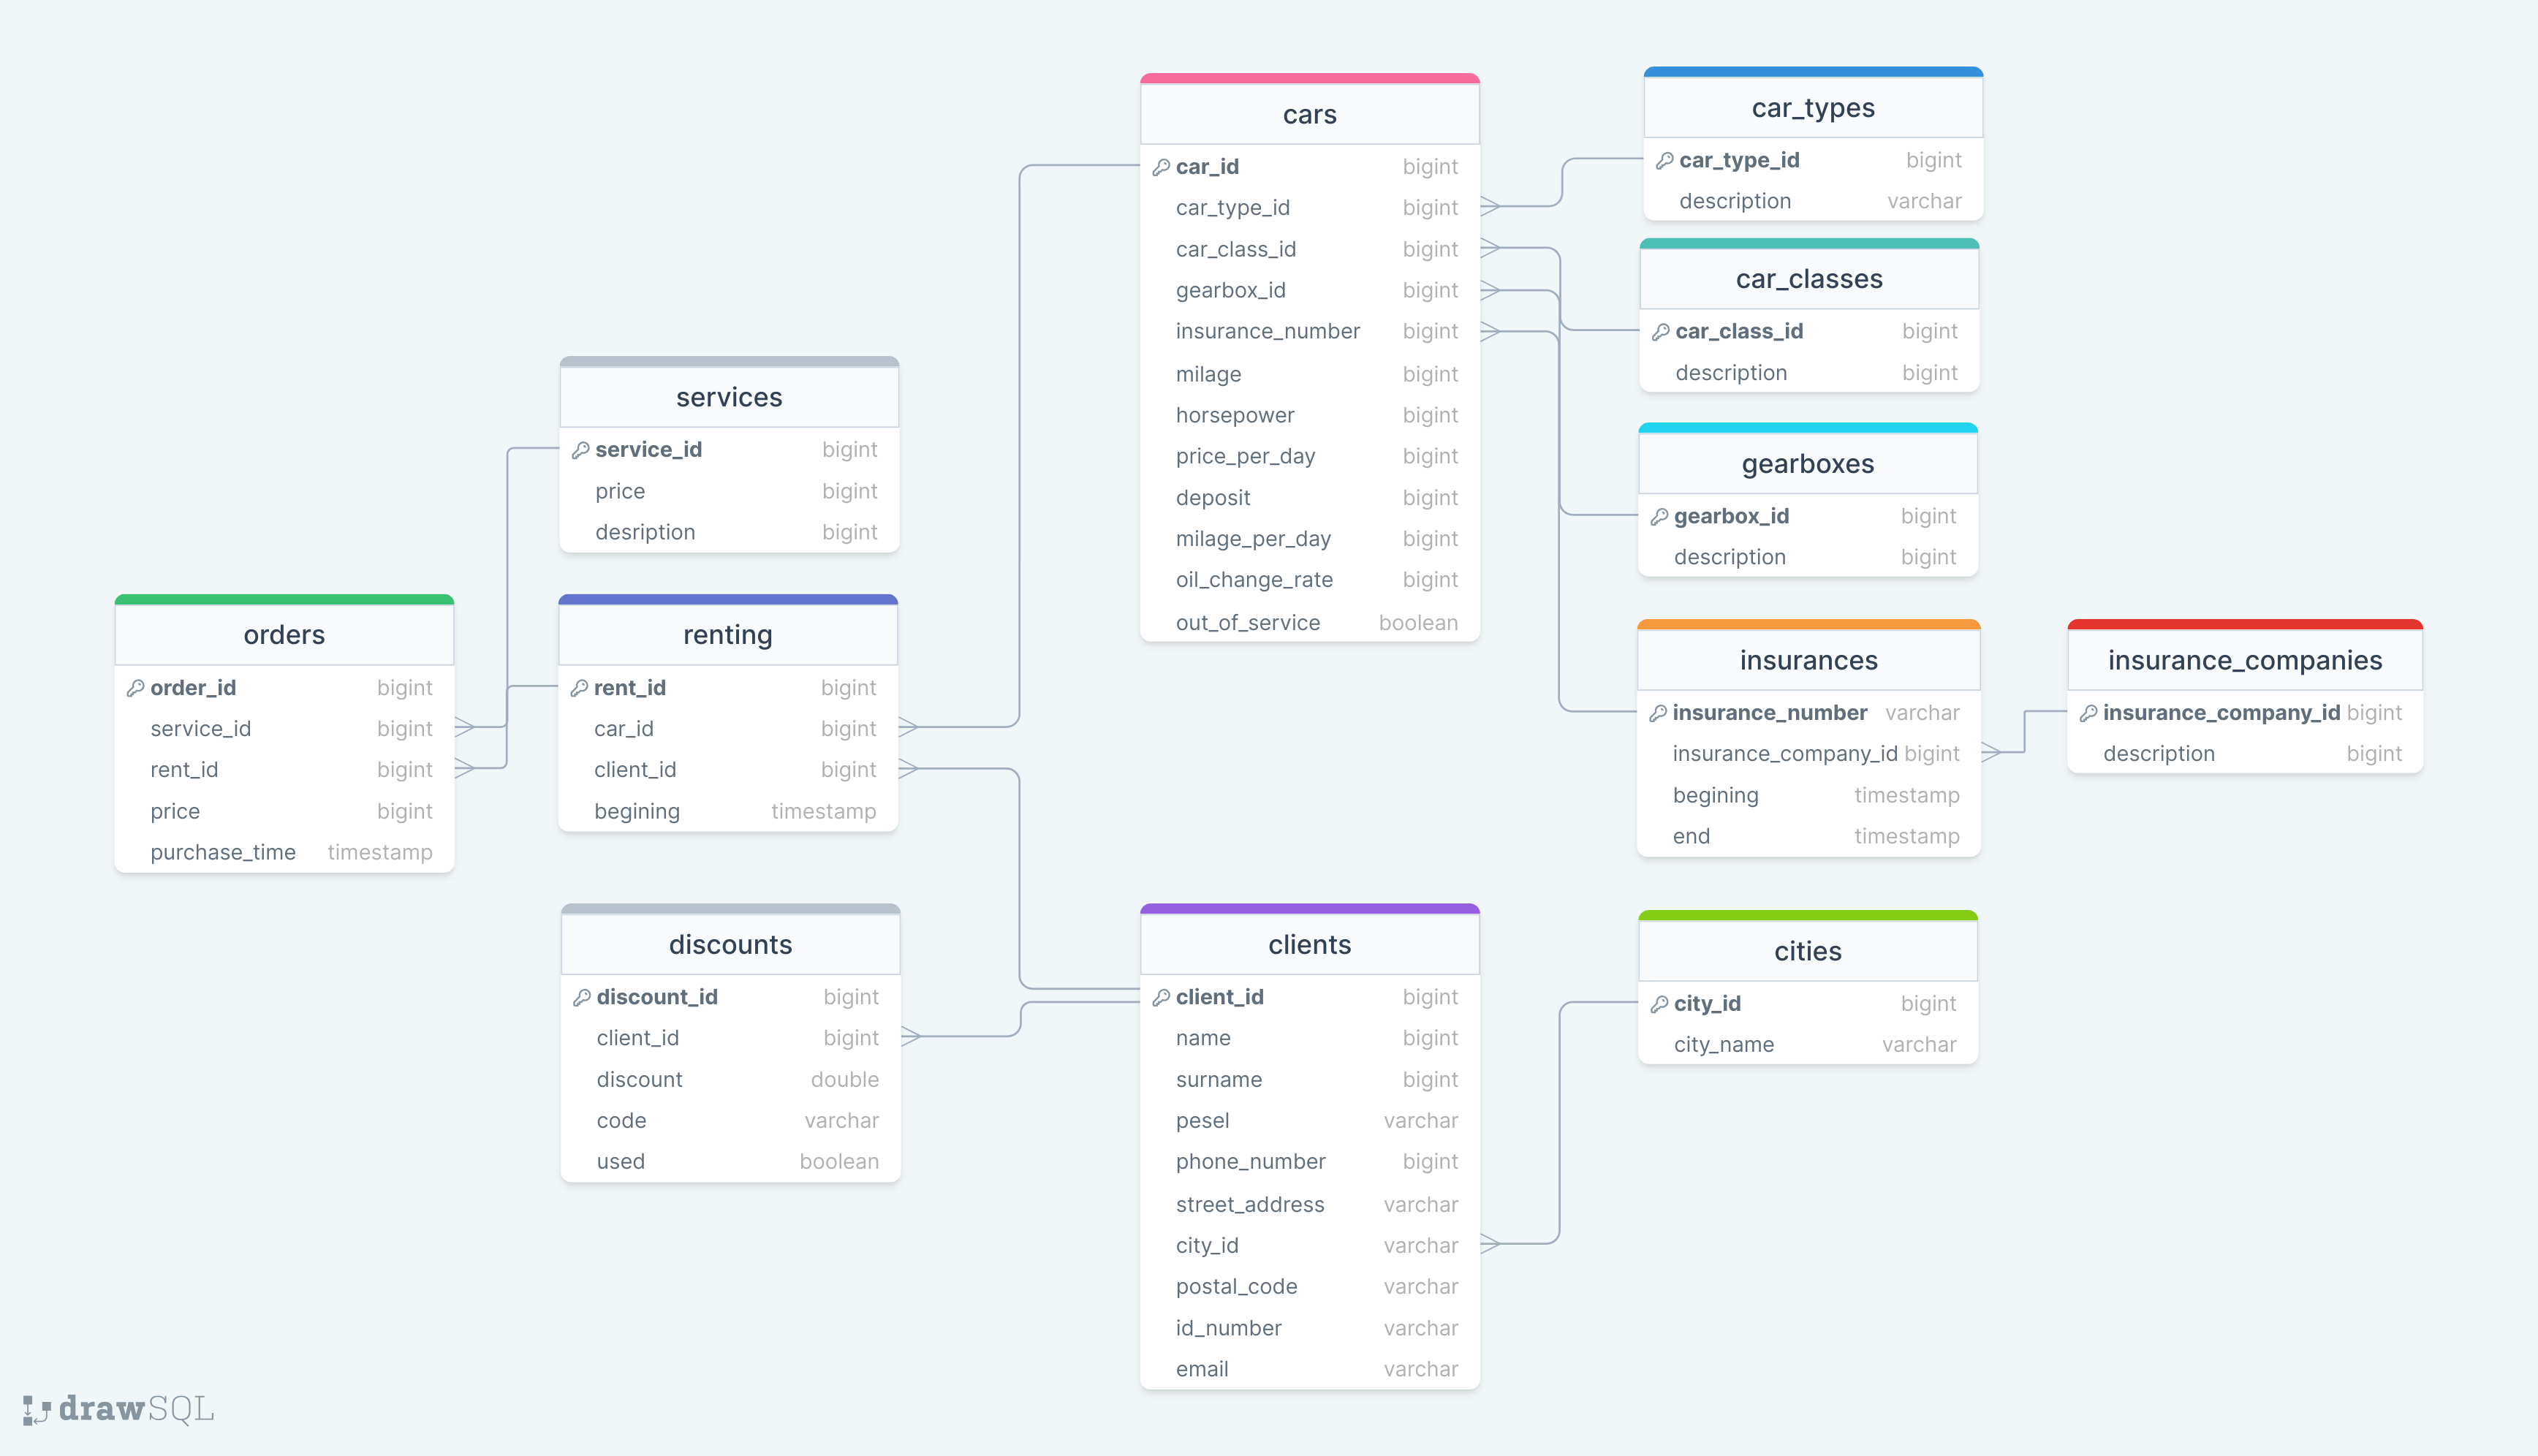 cars
car_id bigint
car_type_id bigint
car_class_id bigint
gearbox_id bigint
insurance_number bigint
milage bigint
horsepower bigint
price_per_day bigint
deposit bigint
milage_per_day bigint
oil_change_rate bigint
out_of_service boolean
car_types
car_type_id bigint
description varchar
car_classes
car_class_id bigint
description bigint
gearboxes
gearbox_id bigint
description bigint
services
service_id bigint
price bigint
desription bigint
orders
order_id bigint
service_id bigint
rent_id bigint
price bigint
purchase_time timestamp
renting
rent_id bigint
car_id bigint
client_id bigint
begining timestamp
insurances
insurance_number varchar
insurance_company_id bigint
begining timestamp
end timestamp
insurance_companies
insurance_company_id bigint
description bigint
discounts
discount_id bigint
client_id bigint
discount double
code varchar
used boolean
clients
client_id bigint
name bigint
surname bigint
pesel varchar
phone_number bigint
street_address varchar
city_id varchar
postal_code varchar
id_number varchar
email varchar
cities
city_id bigint
city_name varchar
drawSQL